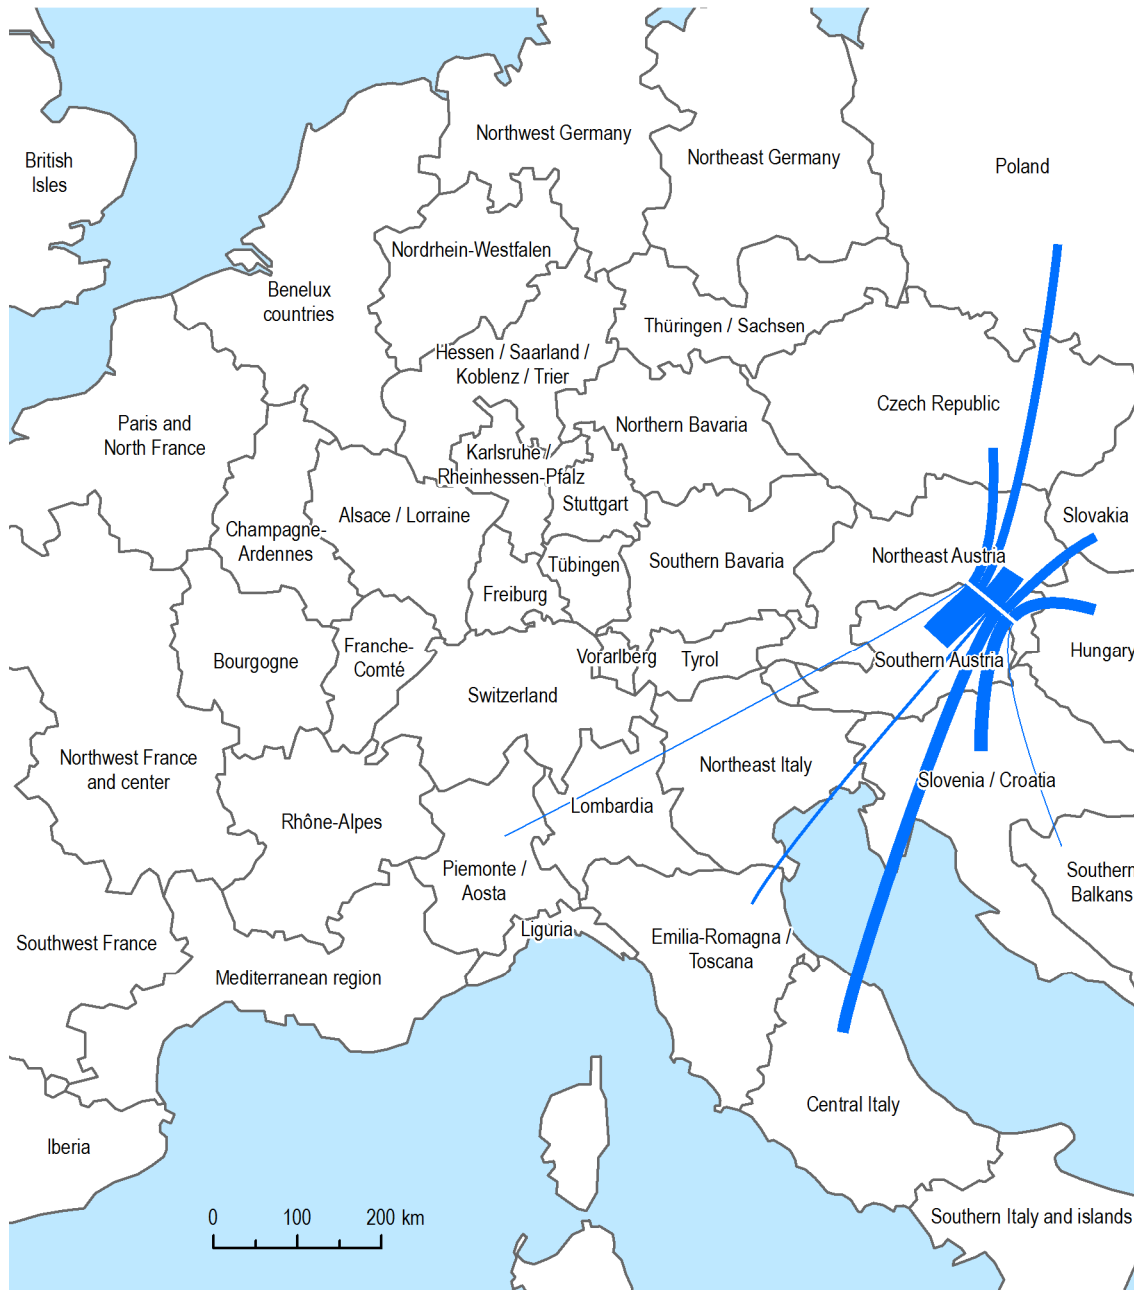 Northwest Germany
British
Isles
Northeast Germany
Poland
Nordrhein-Westfalen
Benelux
countries
Thüringen / Sachsen
Hessen / Saarland /
Koblenz / Trier
Czech Republic
Paris and
North France
Northern Bavaria
Karlsruhe /
Rheinhessen-Pfalz
Stuttgart
Alsace / Lorraine
Slovakia
Champagne-
Ardennes
Northeast Austria
Southern Bavaria
Tübingen
Freiburg
Franche-
Comté
Bourgogne
Vorarlberg
Tyrol
Southern Austria
Hungary
Switzerland
Northwest France
and center
Northeast Italy
Slovenia / Croatia
Lombardia
Rhône-Alpes
Piemonte /
Aosta
Southern
Balkans
Liguria
Southwest France
Emilia-Romagna /
Toscana
Mediterranean region
Central Italy
Iberia
0 100 200 km
Southern Italy and islands